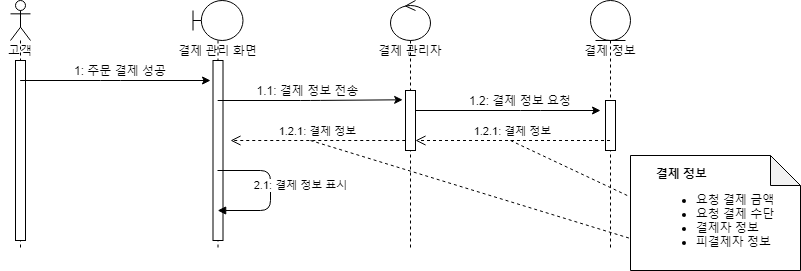 고객
결제 관리 화면
결제 관리자
결제 정보
1: 주문 결제 성공
1.1: 결제 정보 전송
1.2: 결제 정보 요청
1.2.1: 결제 정보
1.2.1: 결제 정보
2.1: 결제 정보 표시
결제 정보
요청 결제 금액
요청 결제 수단
결제자 정보
피결제자 정보